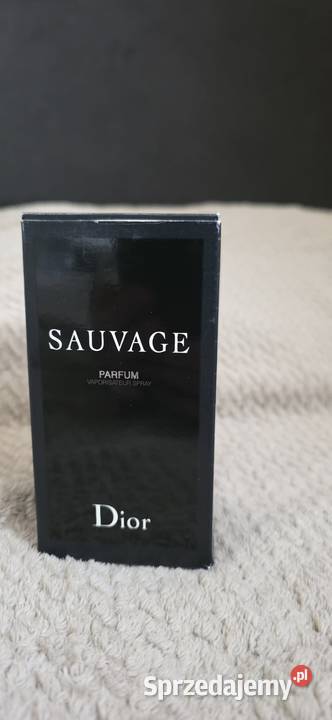 SAUVAGE
PARFUM
VAPORISATEUR SPRAY
Dior
Sprzedajemy.pl